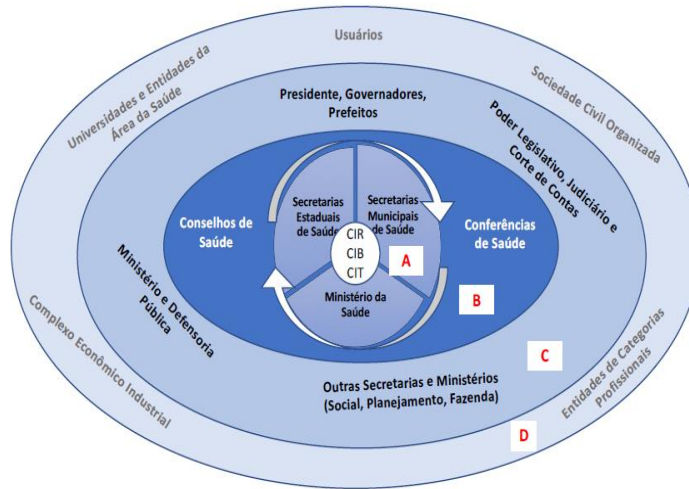 Usuários
Universidades e Entidades da
Área da Saúde
Sociedade Civil Organizada
Presidente, Governadores,
Prefeitos
Poder Legislativo, Judiciário e
Corte de Contas
Secretarias
Estaduais
de Saúde
Secretarias
Municipais
de Saúde
Conselhos de
Saúde
Conferências
de Saúde
CIR
CIB
CIT
A
Ministério da
Saúde
B
Ministério e Defensoria
Pública
Complexo Econômico Industrial
C
Outras Secretarias e Ministérios
(Social, Planejamento, Fazenda)
Entidades de Categorias
Profissionais
D